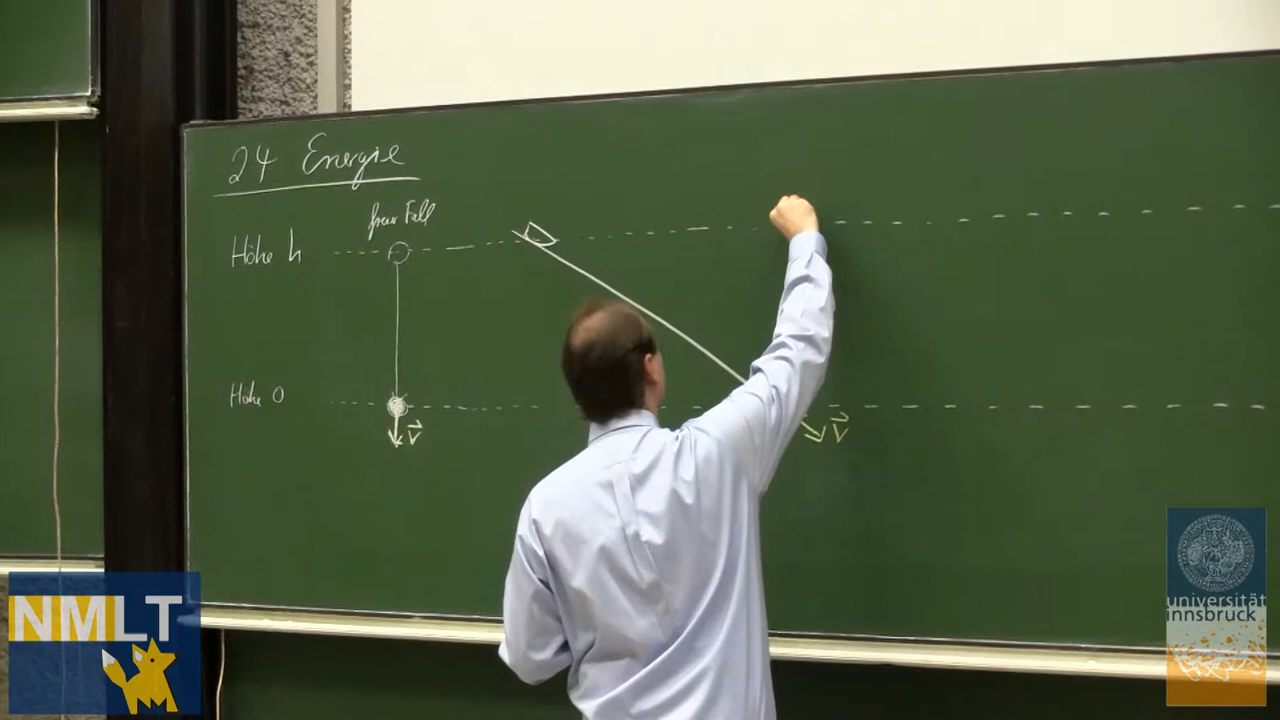 24 Energie
freier Fall
Höhe h
Höhe 0
v⃗
v⃗
NMLT
universität
innsbruck